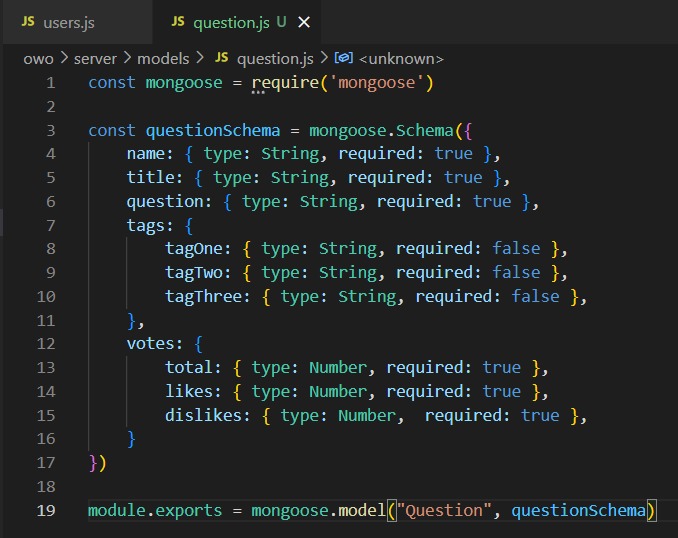 JS users.js JS question.js U ×
owo > server > models > JS question.js > <unknown>
1 const mongoose = require('mongoose')
2
3 const questionSchema = mongoose.Schema({
4     name: { type: String, required: true },
5     title: { type: String, required: true },
6     question: { type: String, required: true },
7     tags: {
8         tagOne: { type: String, required: false },
9         tagTwo: { type: String, required: false },
10         tagThree: { type: String, required: false },
11     },
12     votes: {
13         total: { type: Number, required: true },
14         likes: { type: Number, required: true },
15         dislikes: { type: Number,  required: true },
16     }
17 })
18
19 module.exports = mongoose.model("Question", questionSchema)